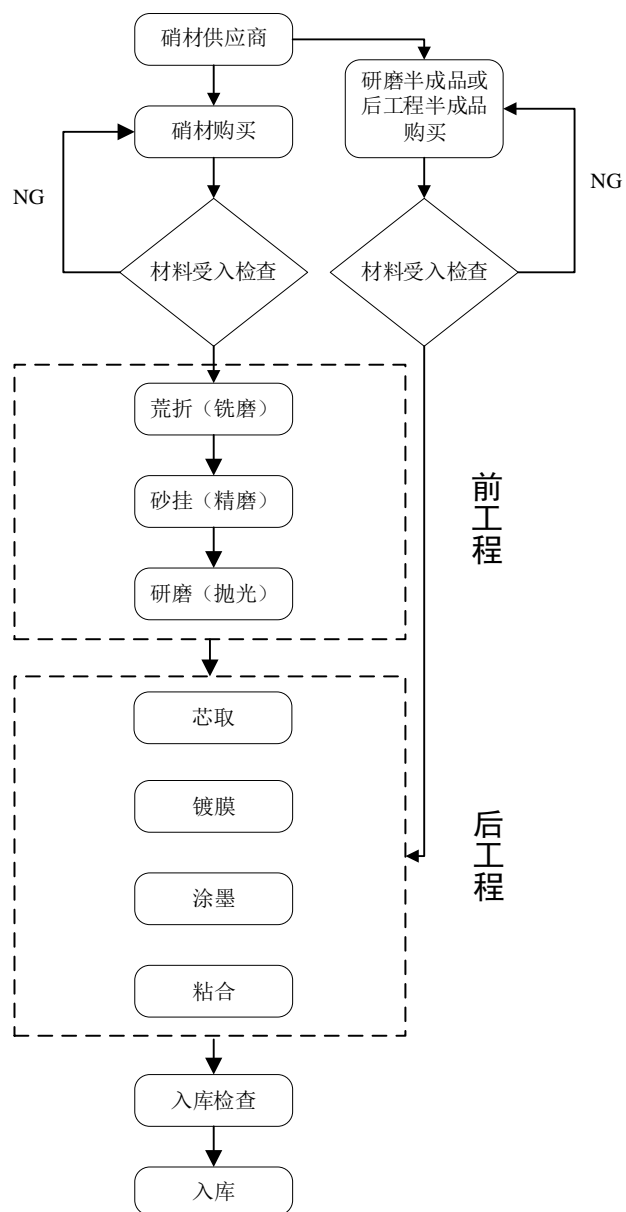 硝材供应商
研磨半成品或
后工程半成品
购买
硝材购买
NG
NG
材料受入检查
材料受入检查
荒折（铣磨）
砂挂（精磨）
研磨（抛光）
前工程
芯取
镀膜
涂墨
粘合
后工程
入库检查
入库